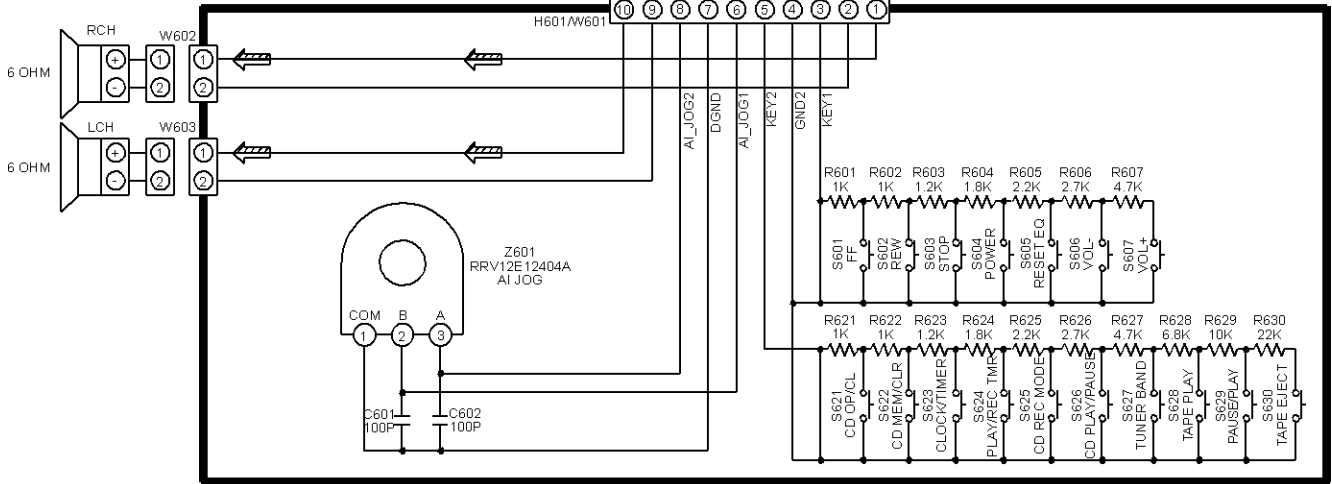 H601/W601
10 9 8 7 6 5 4 3 2 1
RCH
W602
6 OHM
+ 1 1
- 2 2
LCH
W603
6 OHM
+ 1 1
- 2 2
AI_JOG2
DGND
AI_JOG1
KEY2
GND2
KEY1
R601 R602 R603 R604 R605 R606 R607
1K 1K 1.2K 1.8K 2.2K 2.7K 4.7K
S601
FF
S602
REW
S603
STOP
S604
POWER
S605
RESET EQ
S606
VOL-
S607
VOL+
Z601
RRV12E12404A
AI JOG
COM B A
1 2 3
C601
100P
C602
100P
R621 R622 R623 R624 R625 R626 R627 R628 R629 R630
1K 1K 1.2K 1.8K 2.2K 2.7K 4.7K 6.8K 10K 22K
S621
CD OP/CL
S622
CD MEM/CLR
S623
CLOCK/TIMER
S624
PLAY/REC TMR
S625
CD REC MODE
S626
CD PLAY/PAUSE
S627
TUNER BAND
S628
TAPE PLAY
S629
PAUSE/PLAY
S630
TAPE EJECT